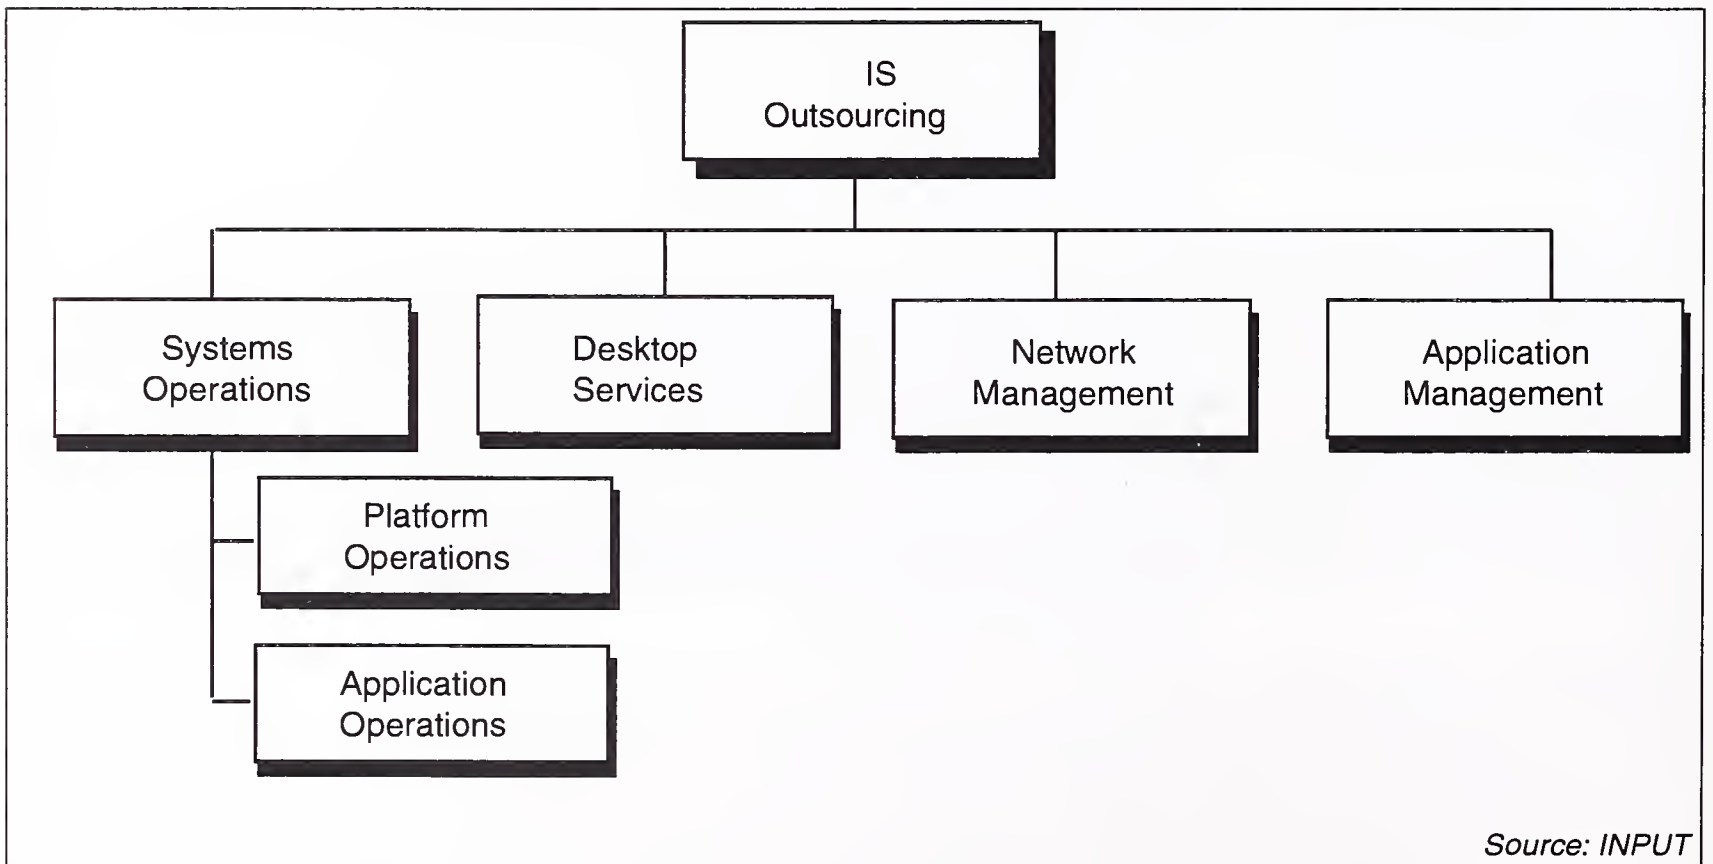 IS
Outsourcing
Systems
Operations
Desktop
Services
Network
Management
Application
Management
Platform
Operations
Application
Operations
Source: INPUT